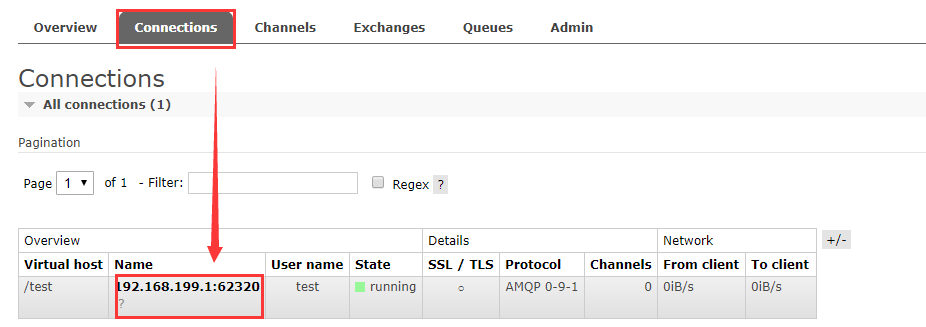 Overview Connections Channels Exchanges Queues Admin
Connections
All connections (1)
Pagination
Page 1 of 1 - Filter: Regex ?
Overview Details Network +/-
Virtual host Name User name State SSL / TLS Protocol Channels From client To client
/test 192.168.199.1:62320 test running ○ AMQP 0-9-1 0 0iB/s 0iB/s
?